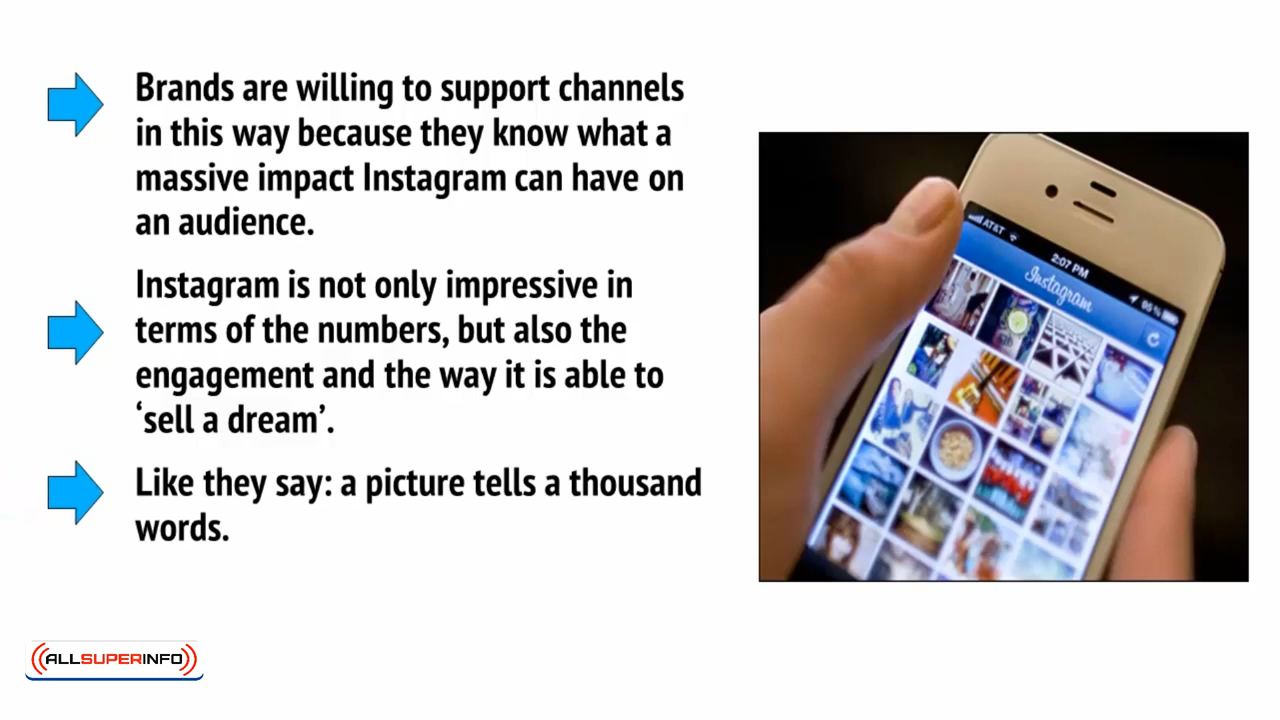 Brands are willing to support channels
in this way because they know what a
massive impact Instagram can have on
an audience.
Instagram is not only impressive in
terms of the numbers, but also the
engagement and the way it is able to
‘sell a dream’.
Like they say: a picture tells a thousand
words.
AT&T
2:07 PM
95%
Instagram
ALLSUPERINFO